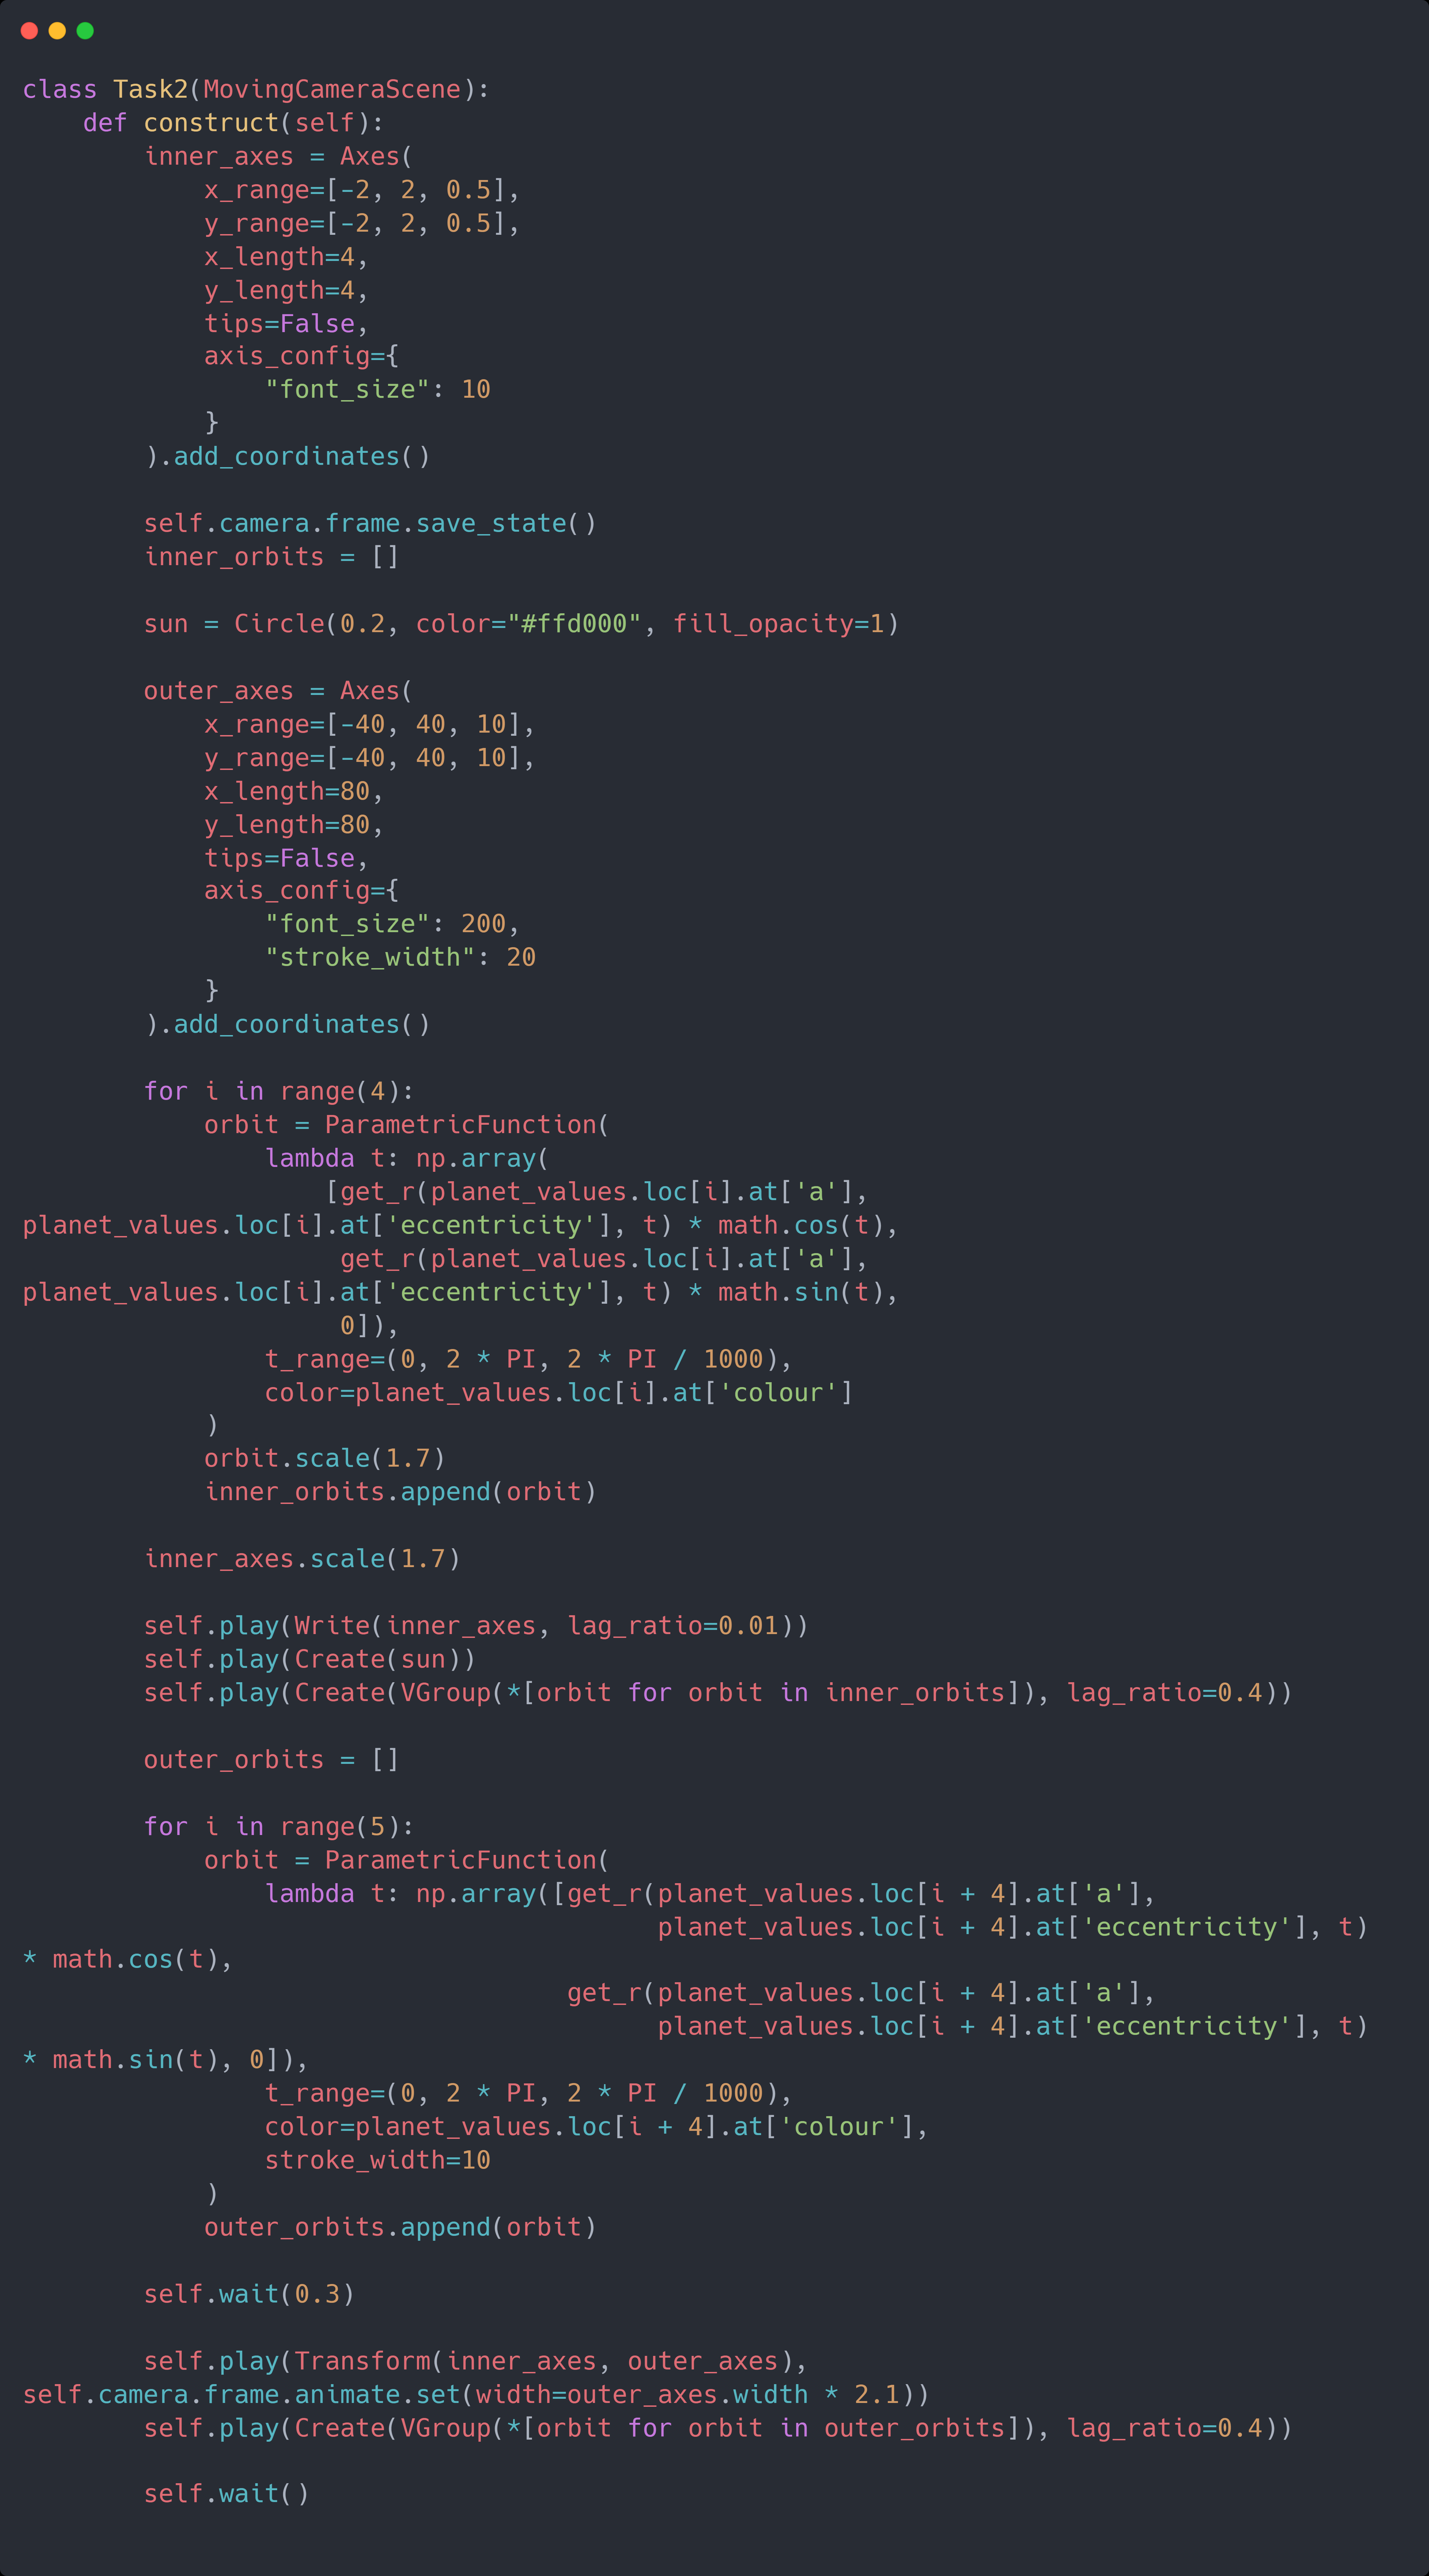 class Task2(MovingCameraScene):
    def construct(self):
        inner_axes = Axes(
            x_range=[-2, 2, 0.5],
            y_range=[-2, 2, 0.5],
            x_length=4,
            y_length=4,
            tips=False,
            axis_config={
                "font_size": 10
            }
        ).add_coordinates()

        self.camera.frame.save_state()
        inner_orbits = []

        sun = Circle(0.2, color="#ffd000", fill_opacity=1)

        outer_axes = Axes(
            x_range=[-40, 40, 10],
            y_range=[-40, 40, 10],
            x_length=80,
            y_length=80,
            tips=False,
            axis_config={
                "font_size": 200,
                "stroke_width": 20
            }
        ).add_coordinates()

        for i in range(4):
            orbit = ParametricFunction(
                lambda t: np.array(
                    [get_r(planet_values.loc[i].at['a'],
planet_values.loc[i].at['eccentricity'], t) * math.cos(t),
                     get_r(planet_values.loc[i].at['a'],
planet_values.loc[i].at['eccentricity'], t) * math.sin(t),
                     0]),
                t_range=(0, 2 * PI, 2 * PI / 1000),
                color=planet_values.loc[i].at['colour']
            )
            orbit.scale(1.7)
            inner_orbits.append(orbit)

        inner_axes.scale(1.7)

        self.play(Write(inner_axes, lag_ratio=0.01))
        self.play(Create(sun))
        self.play(Create(VGroup(*[orbit for orbit in inner_orbits]), lag_ratio=0.4))

        outer_orbits = []

        for i in range(5):
            orbit = ParametricFunction(
                lambda t: np.array([get_r(planet_values.loc[i + 4].at['a'],
                                          planet_values.loc[i + 4].at['eccentricity'], t)
* math.cos(t),
                                    get_r(planet_values.loc[i + 4].at['a'],
                                          planet_values.loc[i + 4].at['eccentricity'], t)
* math.sin(t), 0]),
                t_range=(0, 2 * PI, 2 * PI / 1000),
                color=planet_values.loc[i + 4].at['colour'],
                stroke_width=10
            )
            outer_orbits.append(orbit)

        self.wait(0.3)

        self.play(Transform(inner_axes, outer_axes),
self.camera.frame.animate.set(width=outer_axes.width * 2.1))
        self.play(Create(VGroup(*[orbit for orbit in outer_orbits]), lag_ratio=0.4))

        self.wait()